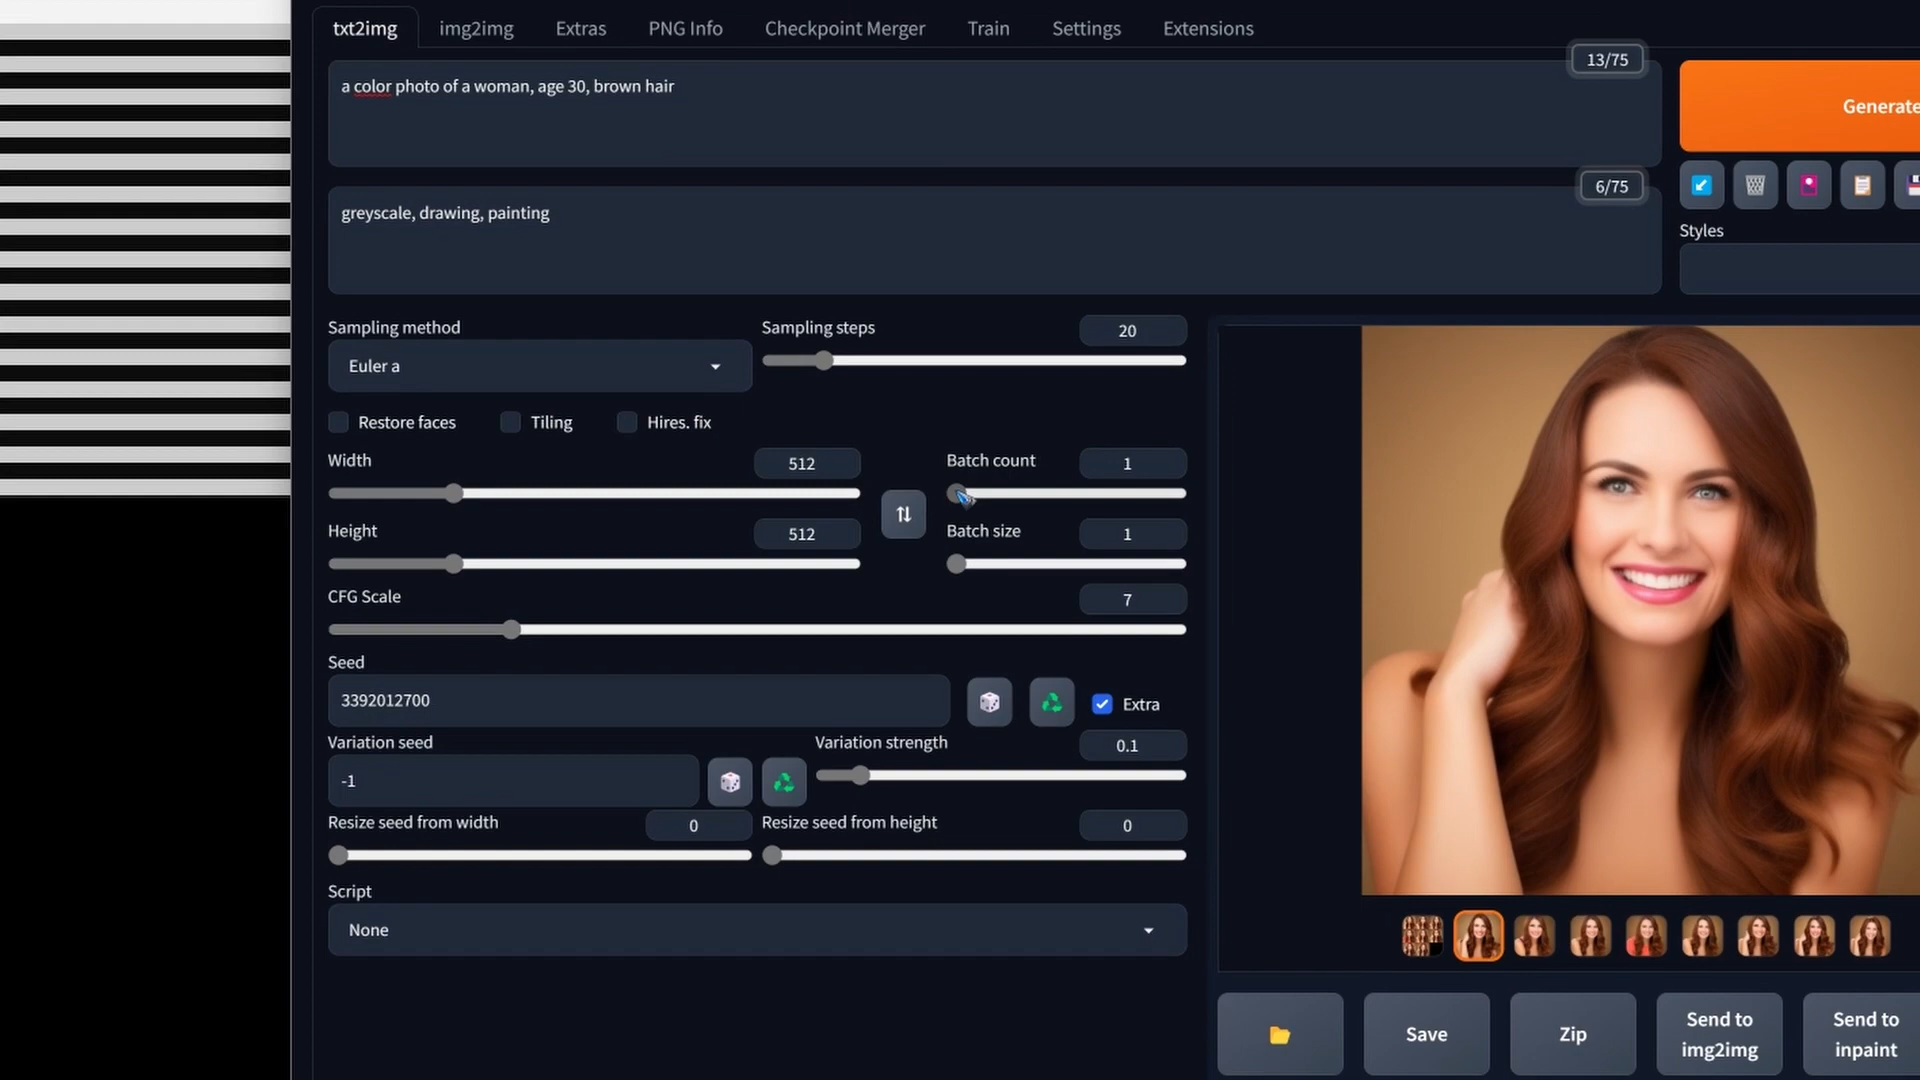 txt2img img2img Extras PNG Info Checkpoint Merger Train Settings Extensions
13/75
a color photo of a woman, age 30, brown hair
Generate
6/75
greyscale, drawing, painting
Styles
Sampling method
Euler a
Sampling steps 20
Restore faces Tiling Hires. fix
Width 512
Batch count 1
Height 512
Batch size 1
CFG Scale 7
Seed
3392012700
Extra
Variation seed
-1
Variation strength 0.1
Resize seed from width 0
Resize seed from height 0
Script
None
Save
Zip
Send to
img2img
Send to
inpaint